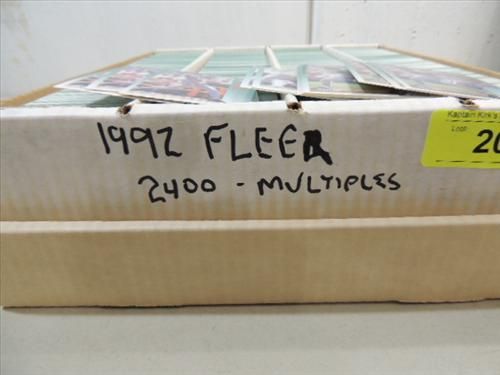 1992 FLEER
2400 - MULTIPLES
Kaptain Kirk's
Lot#
20